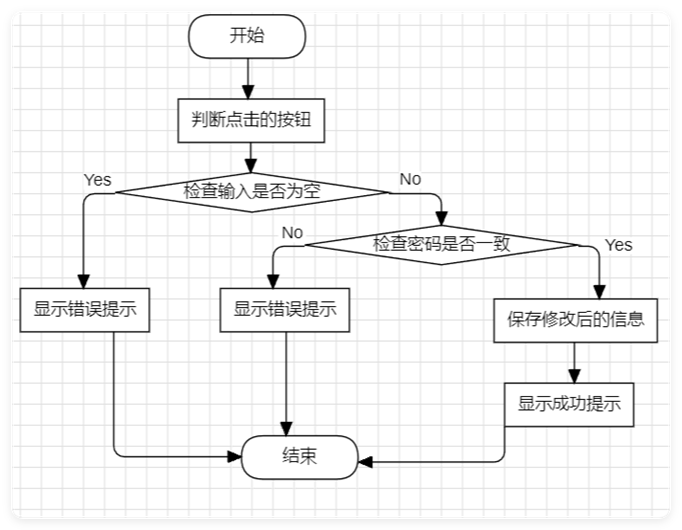 开始
判断点击的按钮
Yes
检查输入是否为空
No
No
检查密码是否一致
Yes
显示错误提示
显示错误提示
保存修改后的信息
显示成功提示
结束